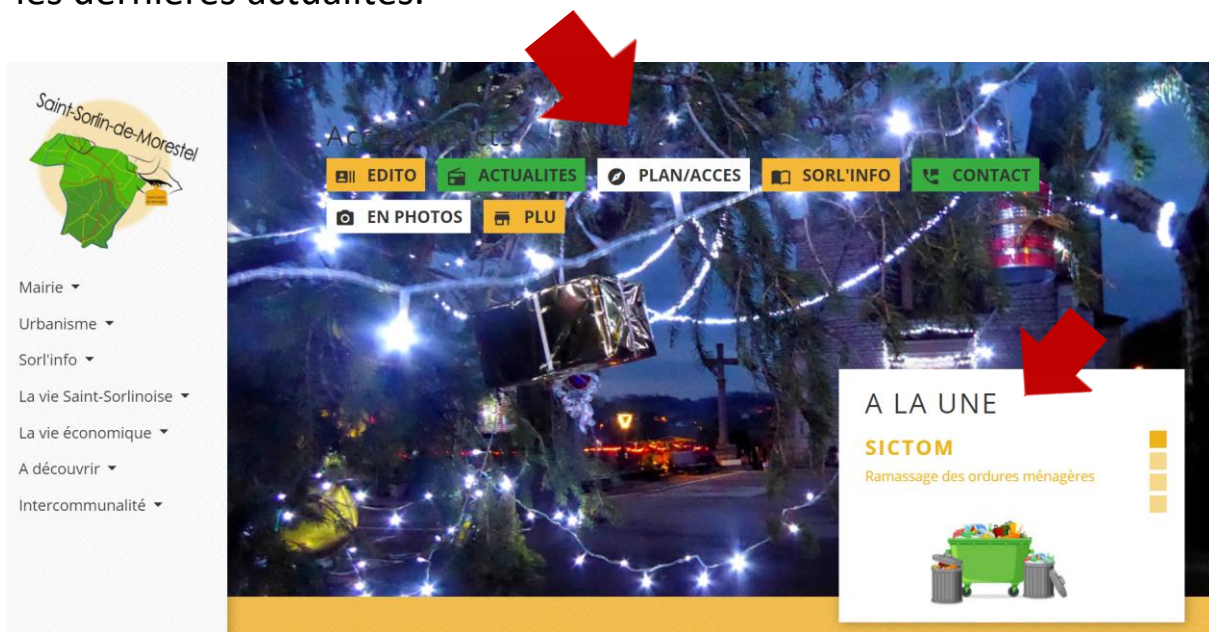 les dernières actualités.
Saint-Sorlin-de-Morestel
EDITO
ACTUALITES
PLAN/ACCES
SORL'INFO
CONTACT
EN PHOTOS
PLU
Mairie
Urbanisme
Sorl'info
La vie Saint-Sorlinoise
La vie économique
A découvrir
Intercommunalité
A LA UNE
SICTOM
Ramassage des ordures ménagères